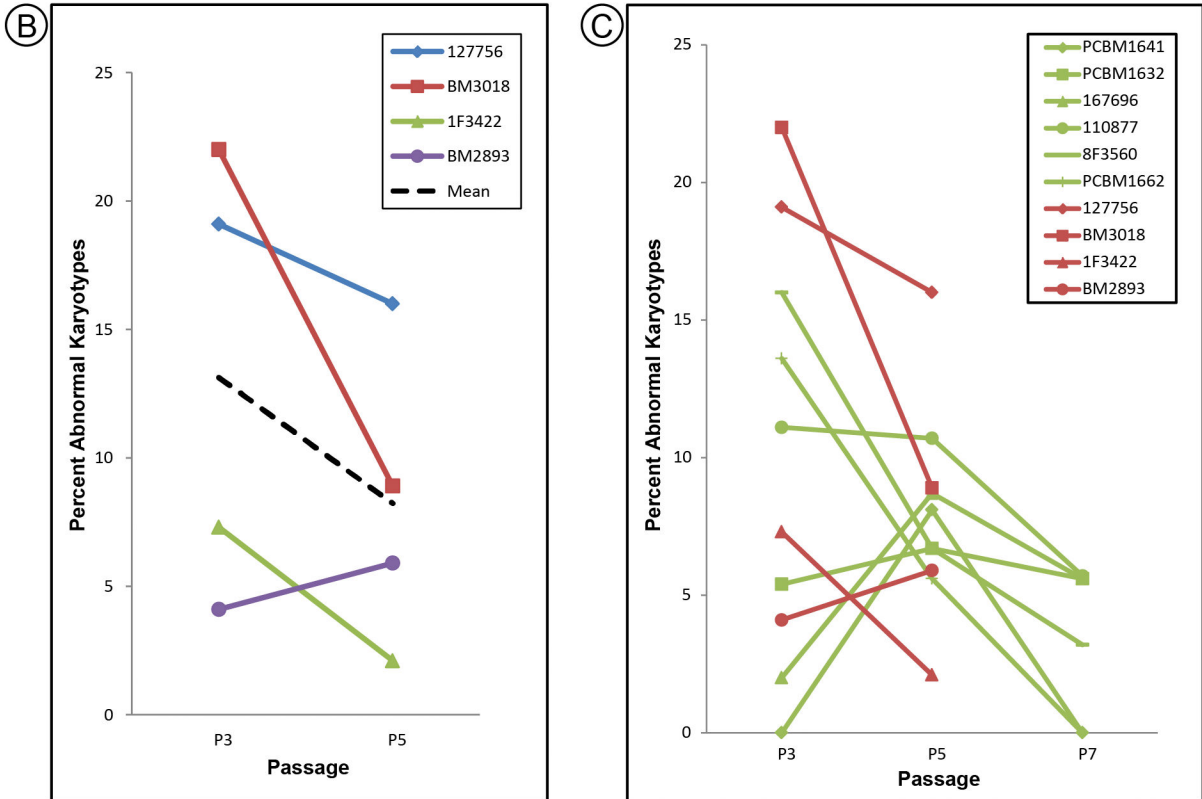 B
127756
BM3018
1F3422
BM2893
Mean
25
20
15
10
5
0
Percent Abnormal Karyotypes
P3
P5
Passage
C
PCBM1641
PCBM1632
167696
110877
8F3560
PCBM1662
127756
BM3018
1F3422
BM2893
25
20
15
10
5
0
Percent Abnormal Karyotypes
P3
P5
P7
Passage